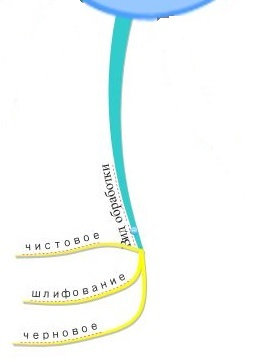 вид обработки
чистовое
шлифование
черновое